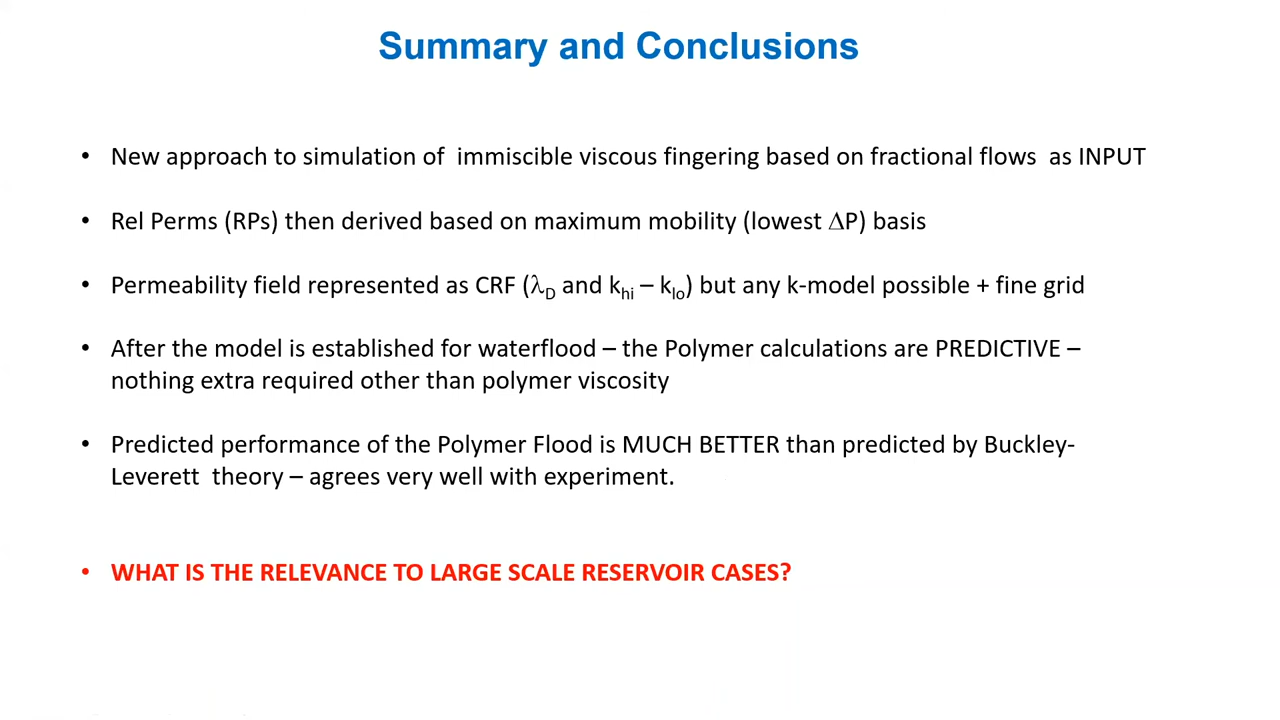 Summary and Conclusions
• New approach to simulation of  immiscible viscous fingering based on fractional flows  as INPUT
• Rel Perms (RPs) then derived based on maximum mobility (lowest ΔP) basis
• Permeability field represented as CRF (λD and khi – klo) but any k-model possible + fine grid
• After the model is established for waterflood – the Polymer calculations are PREDICTIVE –
nothing extra required other than polymer viscosity
• Predicted performance of the Polymer Flood is MUCH BETTER than predicted by Buckley-
Leverett  theory – agrees very well with experiment.
• WHAT IS THE RELEVANCE TO LARGE SCALE RESERVOIR CASES?